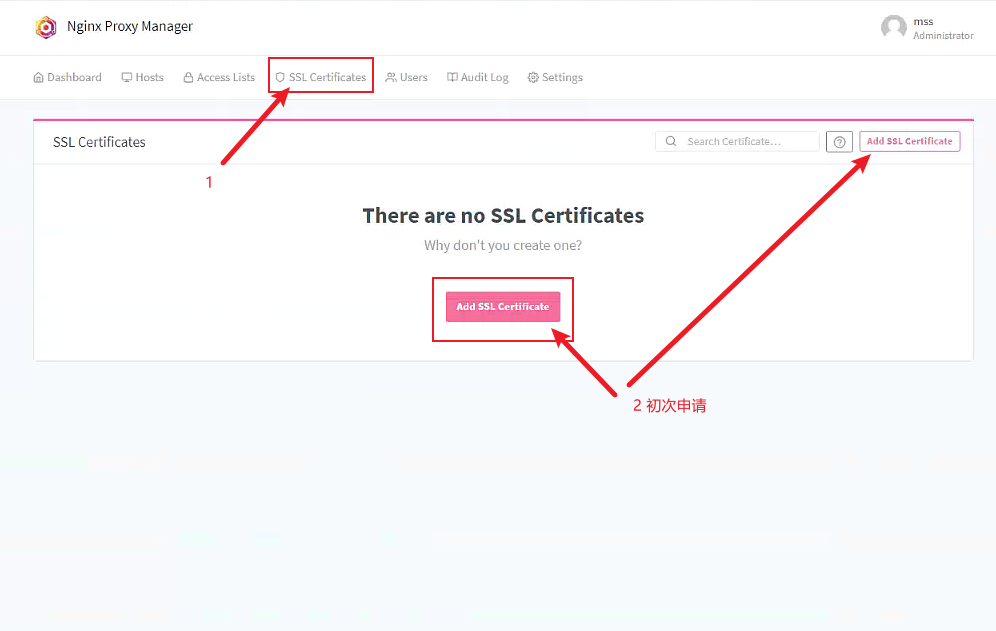 Nginx Proxy Manager
mss
Administrator
Dashboard Hosts Access Lists SSL Certificates Users Audit Log Settings
SSL Certificates
Search Certificate...
Add SSL Certificate
1
There are no SSL Certificates
Why don't you create one?
Add SSL Certificate
2 初次申请